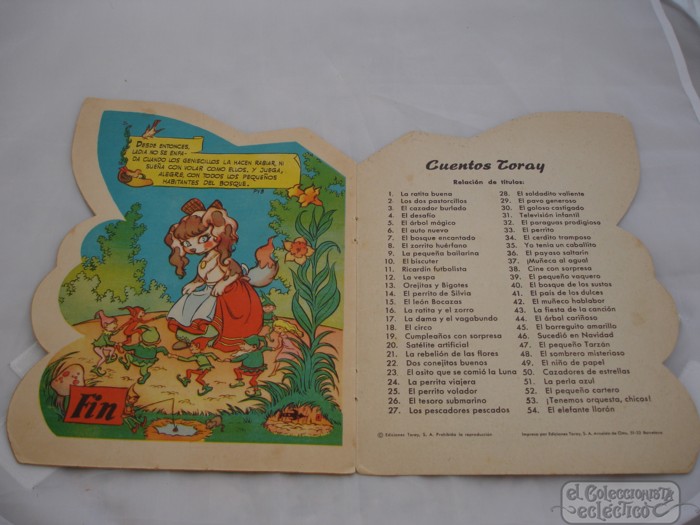 DESDE ENTONCES,
LIDIA NO SE ENFA-
DA CUANDO LOS GENIECILLOS LA HACEN RABIAR, NI
SUEÑA CON VOLAR COMO ELLOS, Y JUEGA,
ALEGRE, CON TODOS LOS PEQUEÑOS
HABITANTES DEL BOSQUE.
Fin
Cuentos Toray
Relación de títulos:
1. La ratita buena
2. Los dos pastorcillos
3. El cazador burlado
4. El desafío
5. El árbol mágico
6. El auto nuevo
7. El bosque encantado
8. El zorrito huérfano
9. La pequeña bailarina
10. El biscuter
11. Ricardín futbolista
12. La vespa
13. Orejitas y Bigotes
14. El perrito de Silvia
15. El león Bocazas
16. La ratita y el zorro
17. La dama y el vagabundo
18. El circo
19. Cumpleaños con sorpresa
20. Satélite artificial
21. La rebelión de las flores
22. Dos conejitos buenos
23. El osito que se comió la Luna
24. La perrita viajera
25. El perrito volador
26. El tesoro submarino
27. Los pescadores pescados
28. El soldadito valiente
29. El pavo generoso
30. El goloso castigado
31. Televisión infantil
32. El paraguas prodigioso
33. El perrito
34. El cerdito tramposo
35. Yo tenía un caballito
36. El payaso saltarín
37. ¡Muñeca al agua!
38. Cine con sorpresa
39. El pequeño vaquero
40. El bosque de los sustos
41. El país de los dulces
42. El muñeco hablador
43. La fiesta de la canción
44. El árbol cariñoso
45. El borreguito amarillo
46. Sucedió en Navidad
47. El pequeño Tarzán
48. El sombrero misterioso
49. El niño de papel
50. Cazadores de estrellas
51. La perla azul
52. El pequeño cartero
53. ¡Tenemos orquesta, chicos!
54. El elefante llorón
© Ediciones Toray, S. A. Prohibida la reproducción
Impreso por Ediciones Toray, S. A.
Barcelona
el Coleccionista
ecléctico